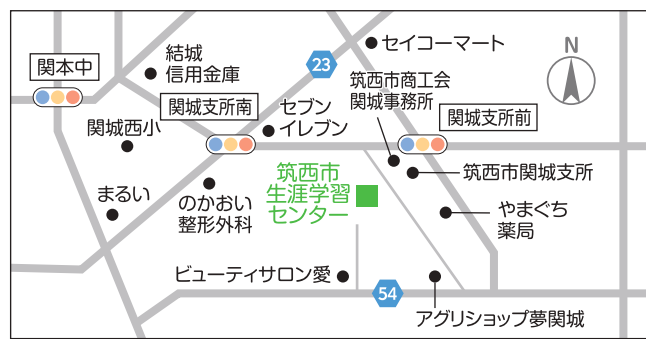 関本中
結城
信用金庫
23
セイコーマート
N
筑西市商工会
関城事務所
関城支所南
セブン
イレブン
関城支所前
関城西小
筑西市
生涯学習
センター
筑西市関城支所
まるい
のかおい
整形外科
やまぐち
薬局
ビューティサロン愛
54
アグリショップ夢関城